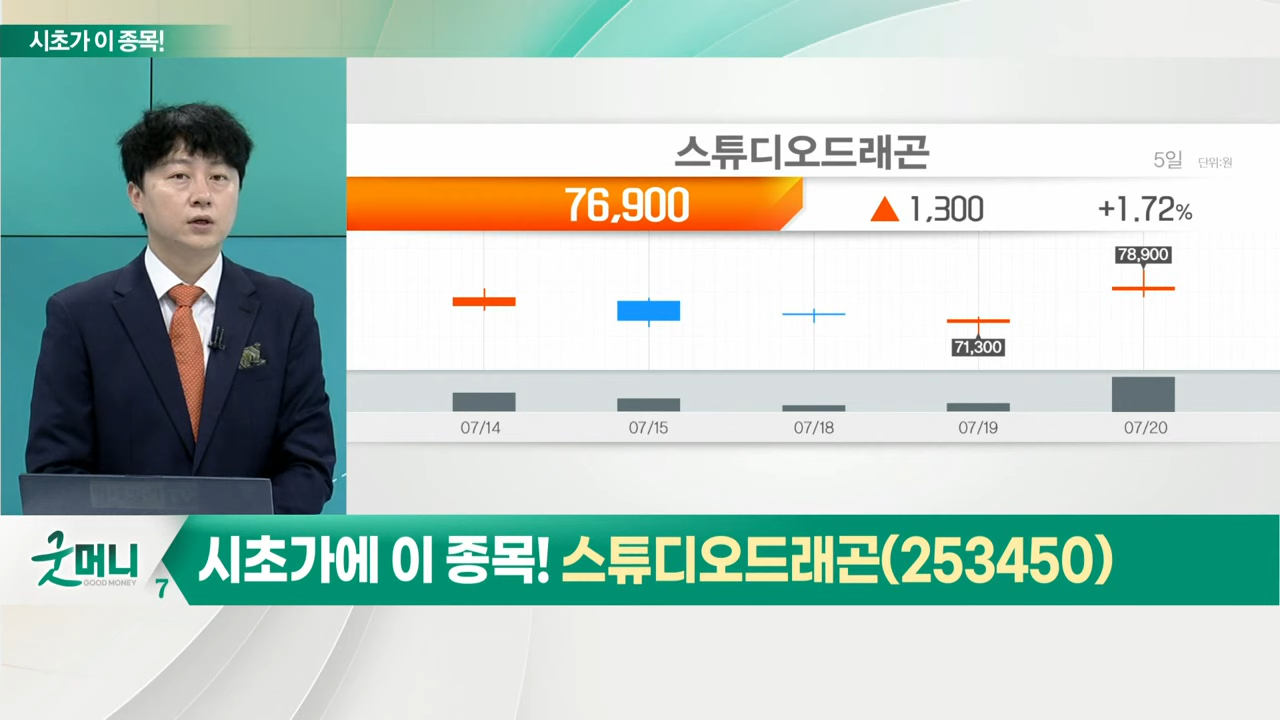 시초가 이 종목!
스튜디오드래곤
5일 단위:원
76,900 ▲ 1,300 +1.72%
78,900
71,300
07/14 07/15 07/18 07/19 07/20
굿머니 7
GOOD MONEY
시초가에 이 종목! 스튜디오드래곤(253450)